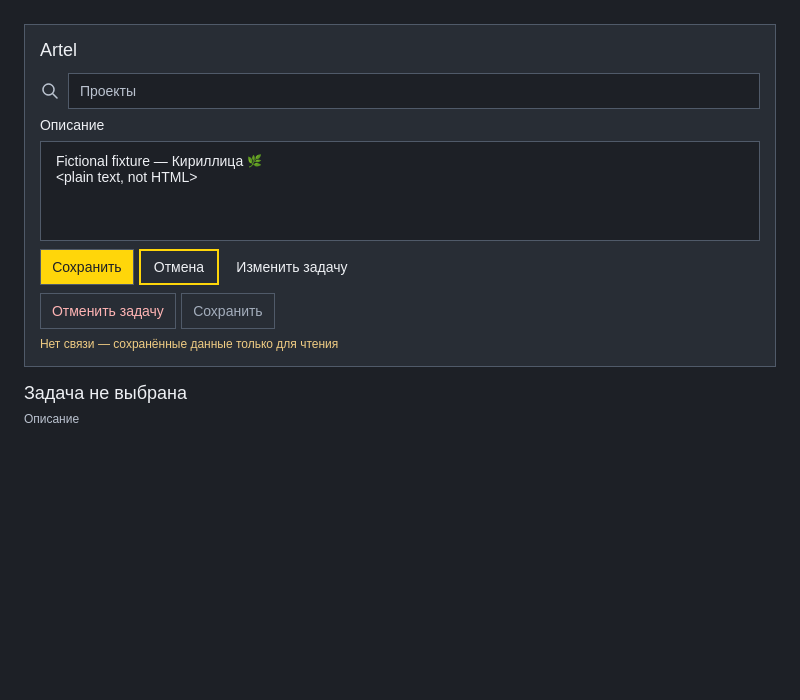 Artel
Проекты
Описание
Fictional fixture — Кириллица 🌿
<plain text, not HTML>
Сохранить Отмена Изменить задачу
Отменить задачу Сохранить
Нет связи — сохранённые данные только для чтения
Задача не выбрана
Описание